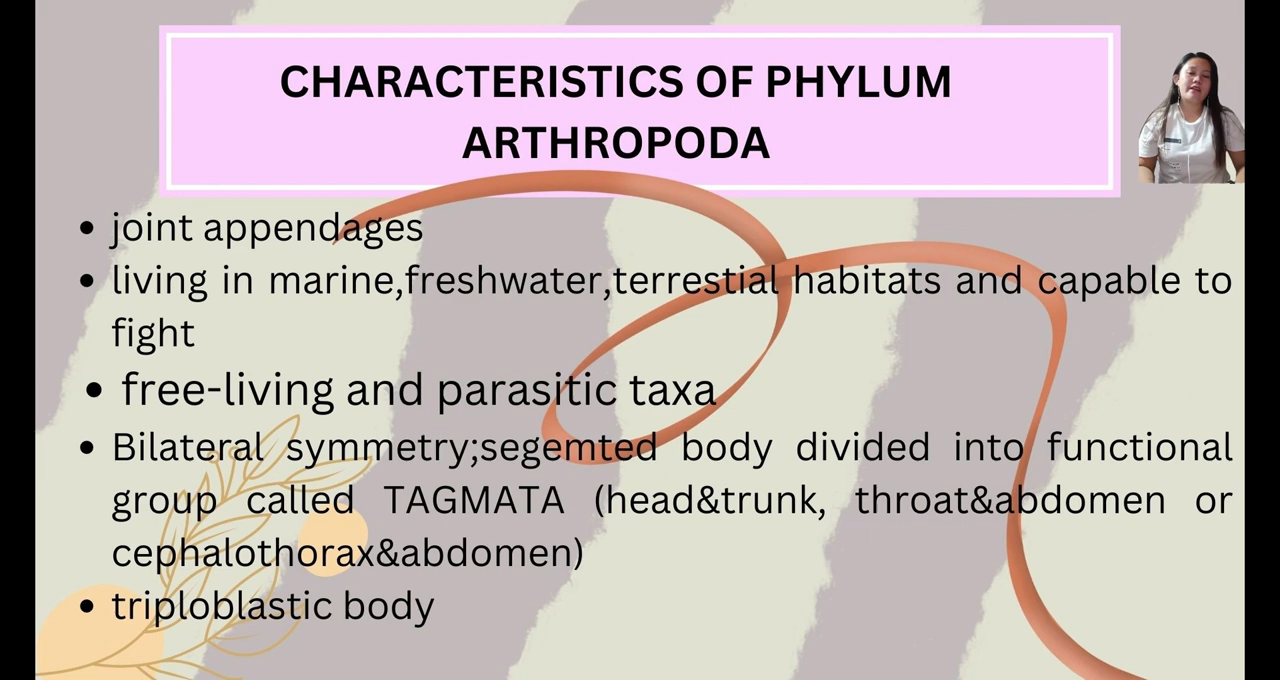 CHARACTERISTICS OF PHYLUM
ARTHROPODA
• joint appendages
• living in marine,freshwater,terrestial habitats and capable to
fight
• free-living and parasitic taxa
• Bilateral symmetry;segemted body divided into functional
group called TAGMATA (head&trunk, throat&abdomen or
cephalothorax&abdomen)
• triploblastic body